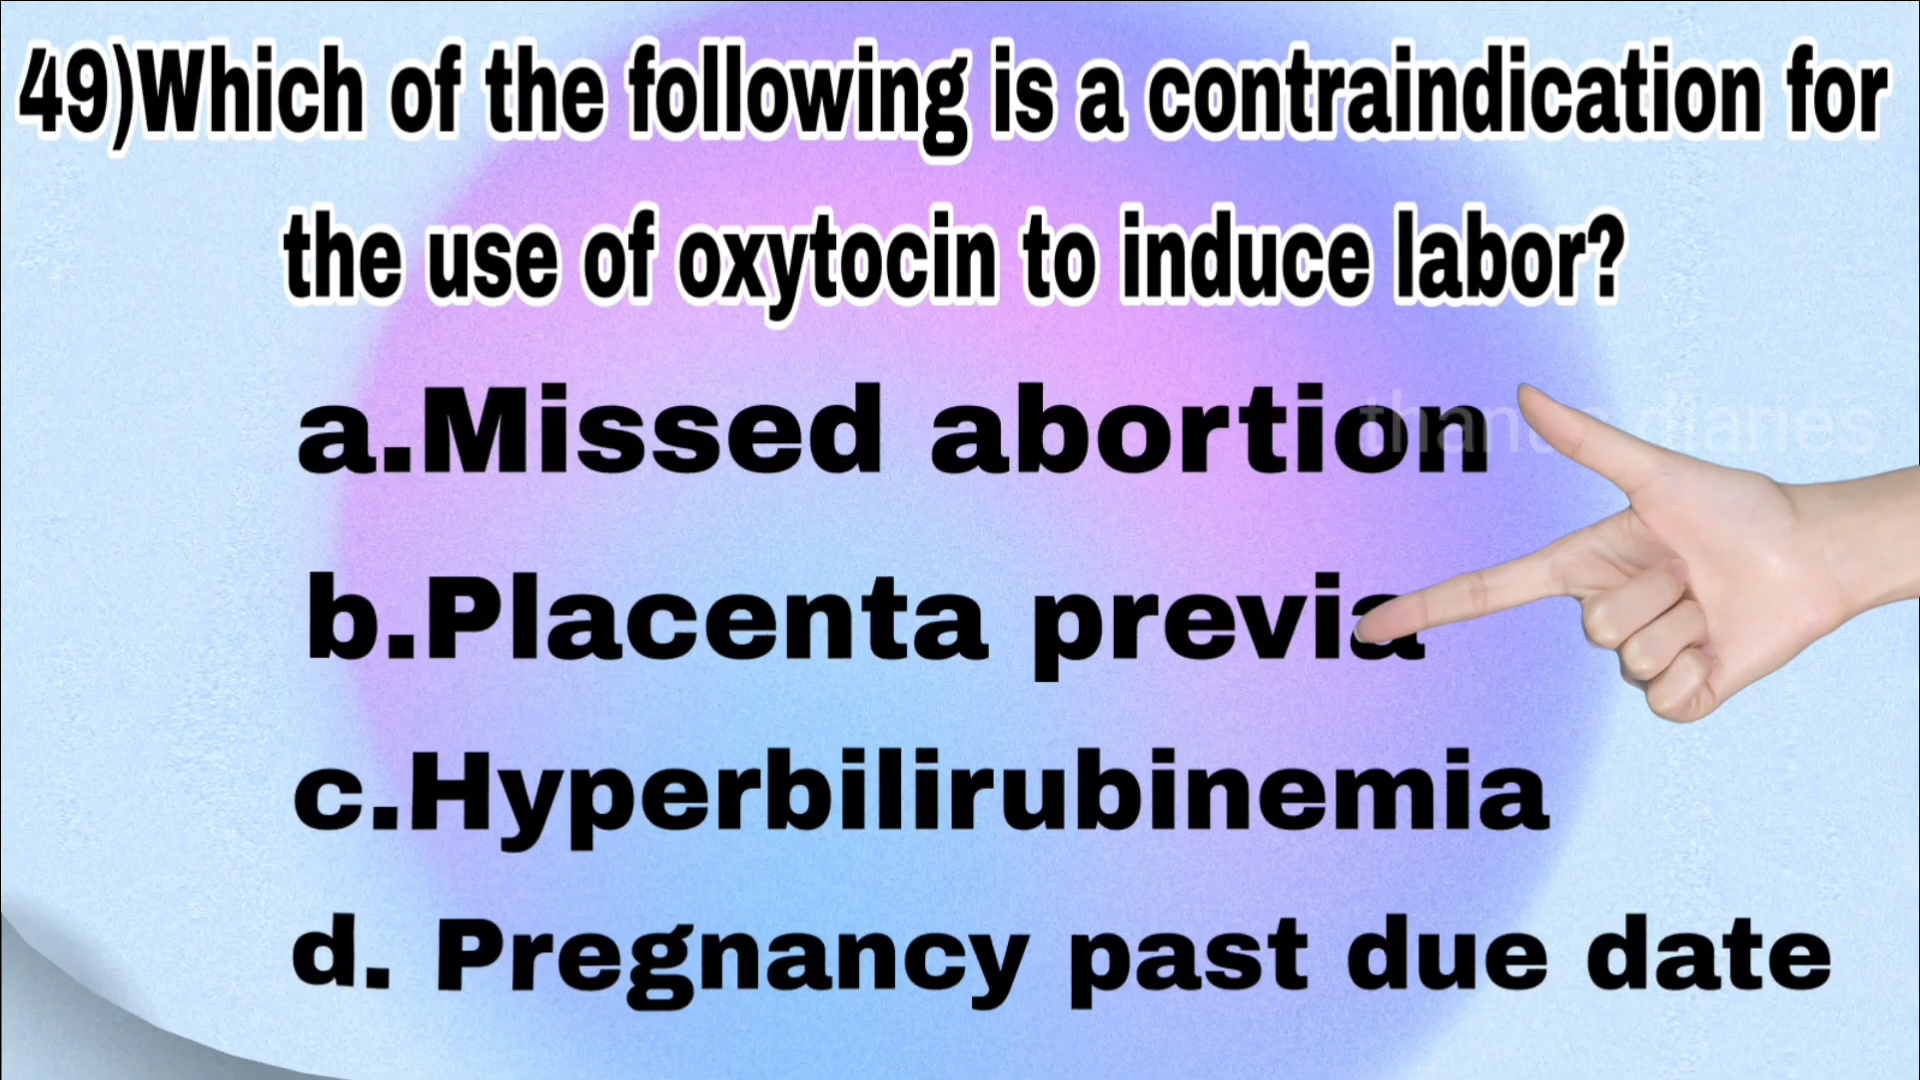 49)Which of the following is a contraindication for
the use of oxytocin to induce labor?
a.Missed abortion
diaries
b.Placenta previa
c.Hyperbilirubinemia
d. Pregnancy past due date